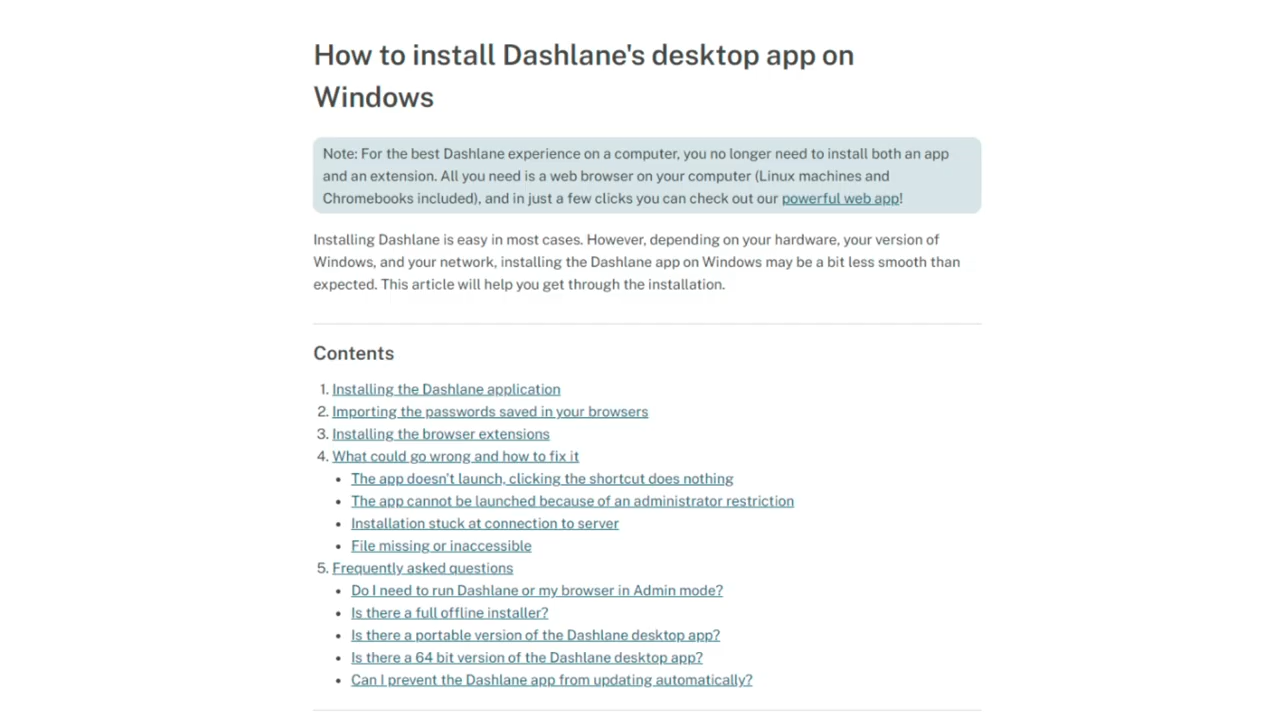 How to install Dashlane's desktop app on
Windows
Note: For the best Dashlane experience on a computer, you no longer need to install both an app
and an extension. All you need is a web browser on your computer (Linux machines and
Chromebooks included), and in just a few clicks you can check out our powerful web app!
Installing Dashlane is easy in most cases. However, depending on your hardware, your version of
Windows, and your network, installing the Dashlane app on Windows may be a bit less smooth than
expected. This article will help you get through the installation.
Contents
1. Installing the Dashlane application
2. Importing the passwords saved in your browsers
3. Installing the browser extensions
4. What could go wrong and how to fix it
• The app doesn't launch, clicking the shortcut does nothing
• The app cannot be launched because of an administrator restriction
• Installation stuck at connection to server
• File missing or inaccessible
5. Frequently asked questions
• Do I need to run Dashlane or my browser in Admin mode?
• Is there a full offline installer?
• Is there a portable version of the Dashlane desktop app?
• Is there a 64 bit version of the Dashlane desktop app?
• Can I prevent the Dashlane app from updating automatically?